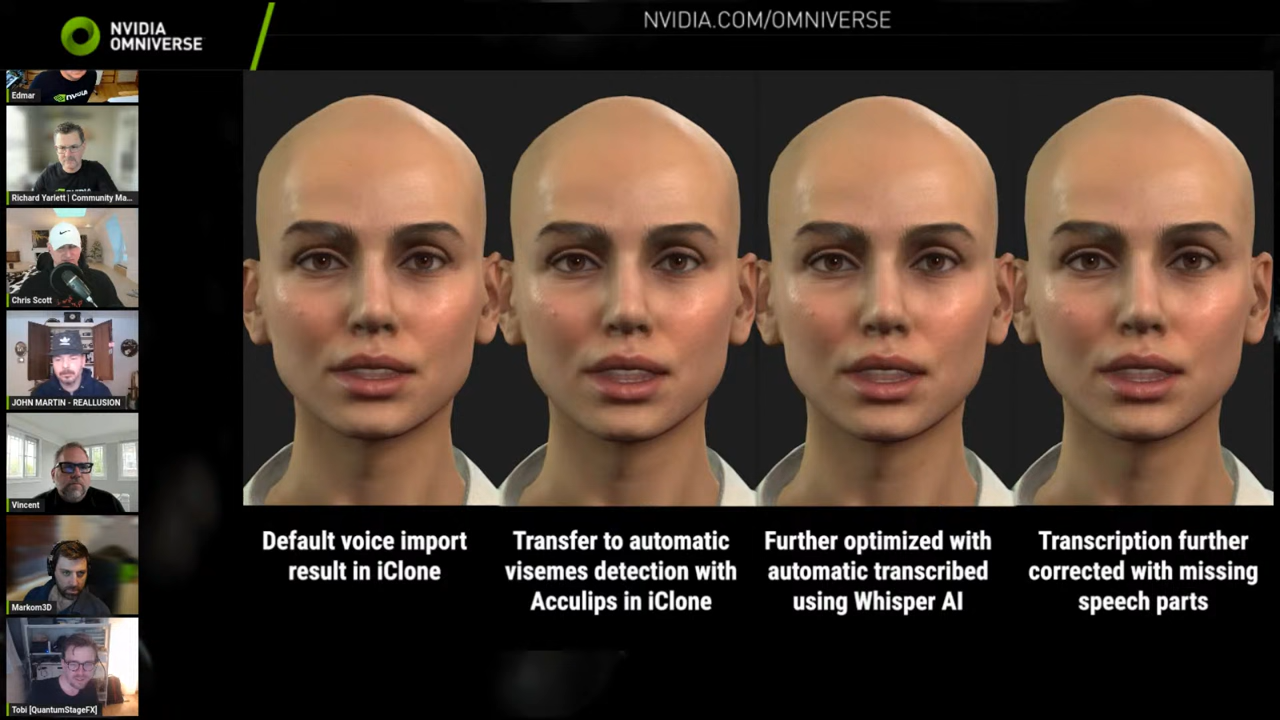 NVIDIA
OMNIVERSE
NVIDIA.COM/OMNIVERSE
Edmar
Richard Yarlett | Community Ma...
Chris Scott
JOHN MARTIN - REALLUSION
Vincent
Markom3D
Tobi [QuantumStageFX]
Default voice import
result in iClone
Transfer to automatic
visemes detection with
Acculips in iClone
Further optimized with
automatic transcribed
using Whisper AI
Transcription further
corrected with missing
speech parts